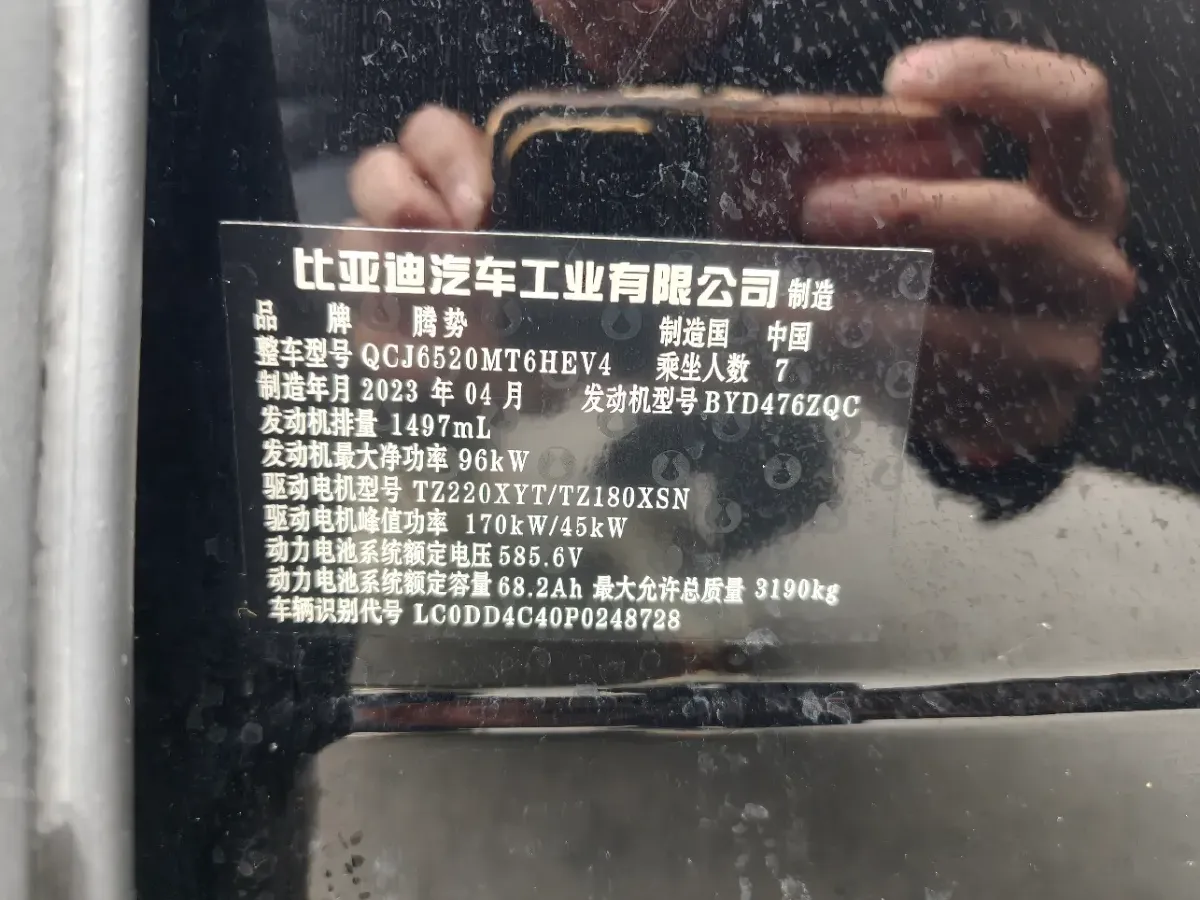 比亚迪汽车工业有限公司 制造
品 牌 腾势 制造国 中国
整车型号 QCJ6520MT6HEV4 乘坐人数 7
制造年月 2023 年 04 月 发动机型号 BYD476ZQC
发动机排量 1497mL
发动机最大净功率 96kW
驱动电机型号 TZ220XYT/TZ180XSN
驱动电机峰值功率 170kW/45kW
动力电池系统额定电压 585.6V
动力电池系统额定容量 68.2Ah 最大允许总质量 3190kg
车辆识别代号 LC0DD4C40P0248728